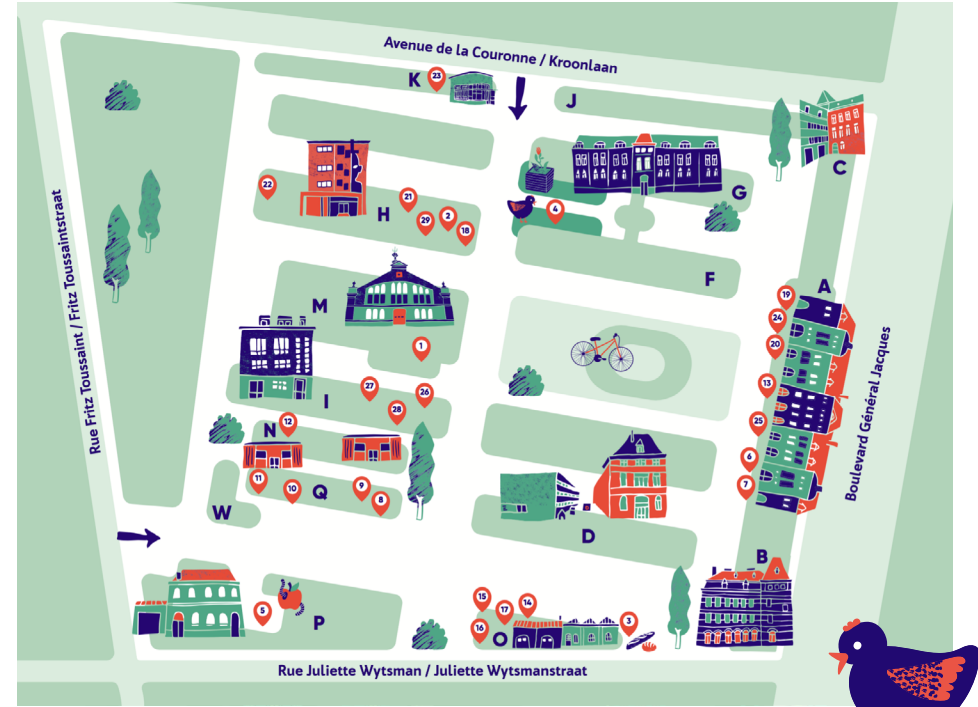 Avenue de la Couronne / Kroonlaan
K
23
J
C
G
22
H
21
29
2
18
4
F
A
19
24
20
13
25
6
7
M
1
Rue Fritz Toussaint / Fritz Toussaintstraat
Boulevard Général Jacques
I
27
28
26
N
12
11
10
Q
9
8
W
D
B
5
P
15
17
14
16
O
3
Rue Juliette Wytsman / Juliette Wytsmanstraat